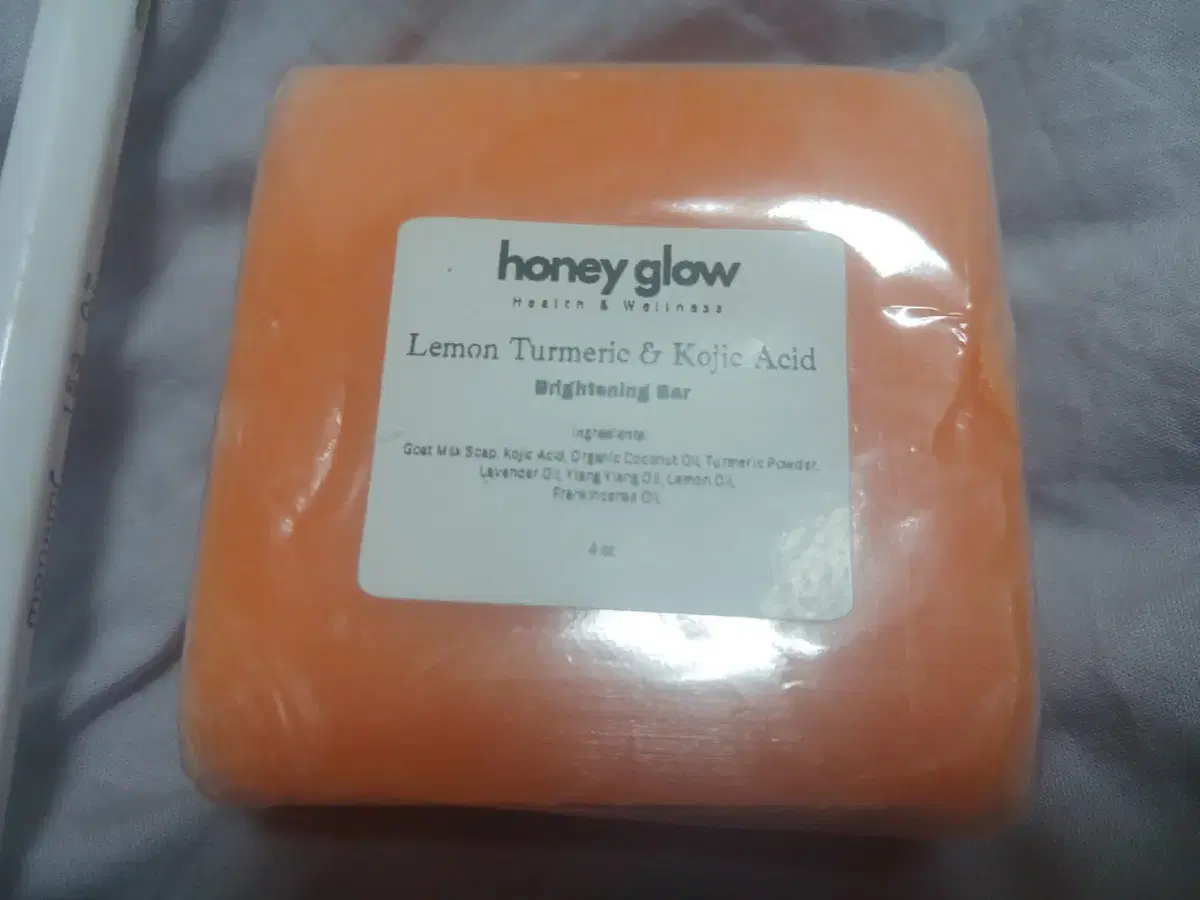 honey glow
Health & Wellness
Lemon Turmeric & Kojic Acid
Brightening Bar
Ingredients:
Goat Milk Soap, Kojic Acid, Organic Coconut Oil, Turmeric Powder,
Lavender Oil, Ylang Ylang Oil, Lemon Oil,
Frankincense Oil
4 oz